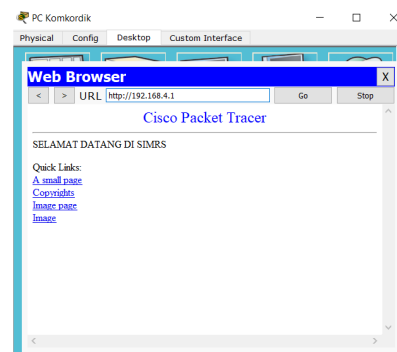 PC Komkordik
Physical Config Desktop Custom Interface
Web Browser X
< > URL http://192.168.4.1 Go Stop
Cisco Packet Tracer
SELAMAT DATANG DI SIMRS
Quick Links:
A small page
Copyrights
Image page
Image